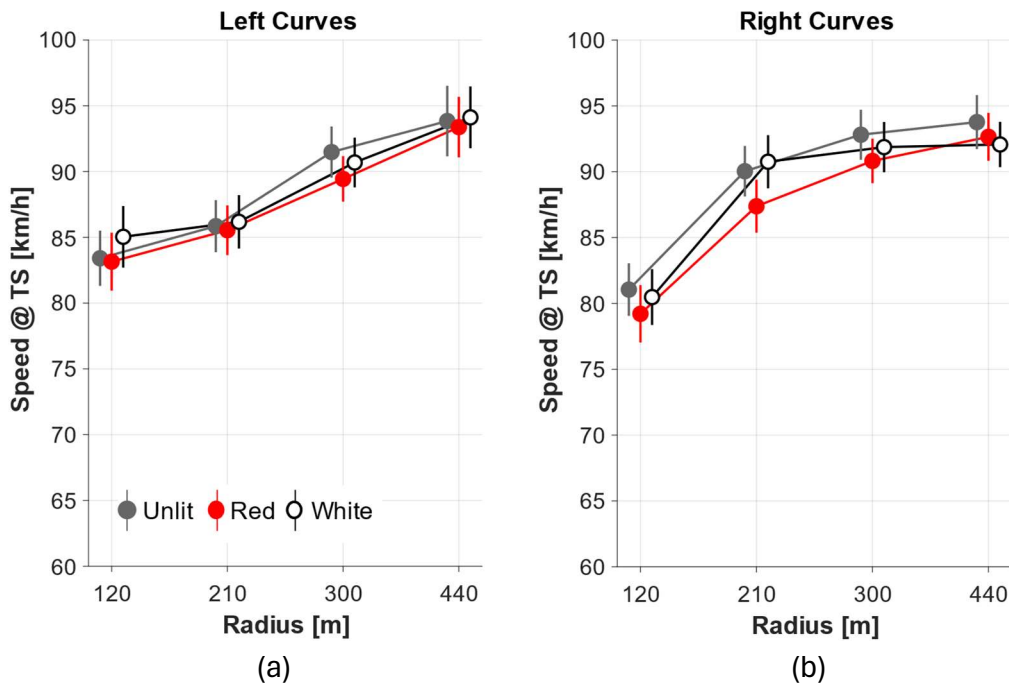 Left Curves
100
95
90
85
80
75
70
65
60
Speed @ TS [km/h]
Unlit Red White
120 210 300 440
Radius [m]
(a)
Right Curves
100
95
90
85
80
75
70
65
60
Speed @ TS [km/h]
120 210 300 440
Radius [m]
(b)